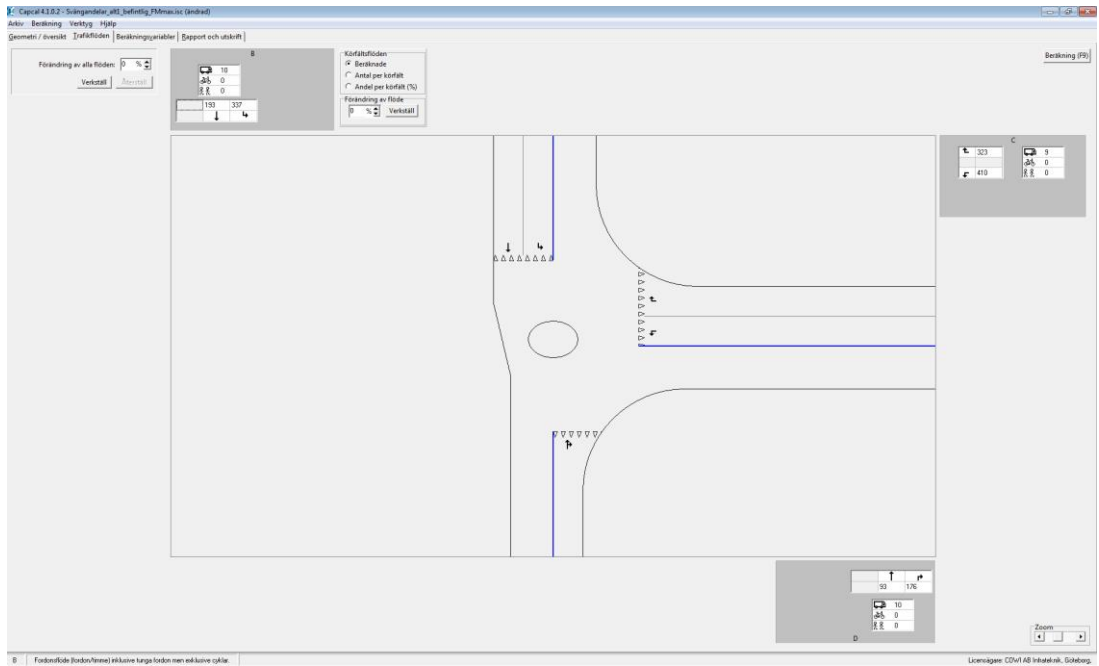 Capcal 4.1.0.2 - Svängandelar_alt1_befintlig_FMmax.isc (ändrad)
Arkiv Beräkning Verktyg Hjälp
Geometri / översikt Trafikflöden Beräkningsvariabler Rapport och utskrift
Förändring av alla flöden: 0 %
Verkställ Återställ
B
10
0
0
193 337
Körfältsflöden
Beräknade
Antal per körfält
Andel per körfält (%)
Förändring av flöde
0 % Verkställ
Beräkning (F9)
C
323 9
0
410 0
93 176
10
0
0
D
Zoom
B Fordonsflöde (fordon/timme) inklusive tunga fordon men exklusive cyklar.
Licensägare: COWI AB Infrateknik, Göteborg,